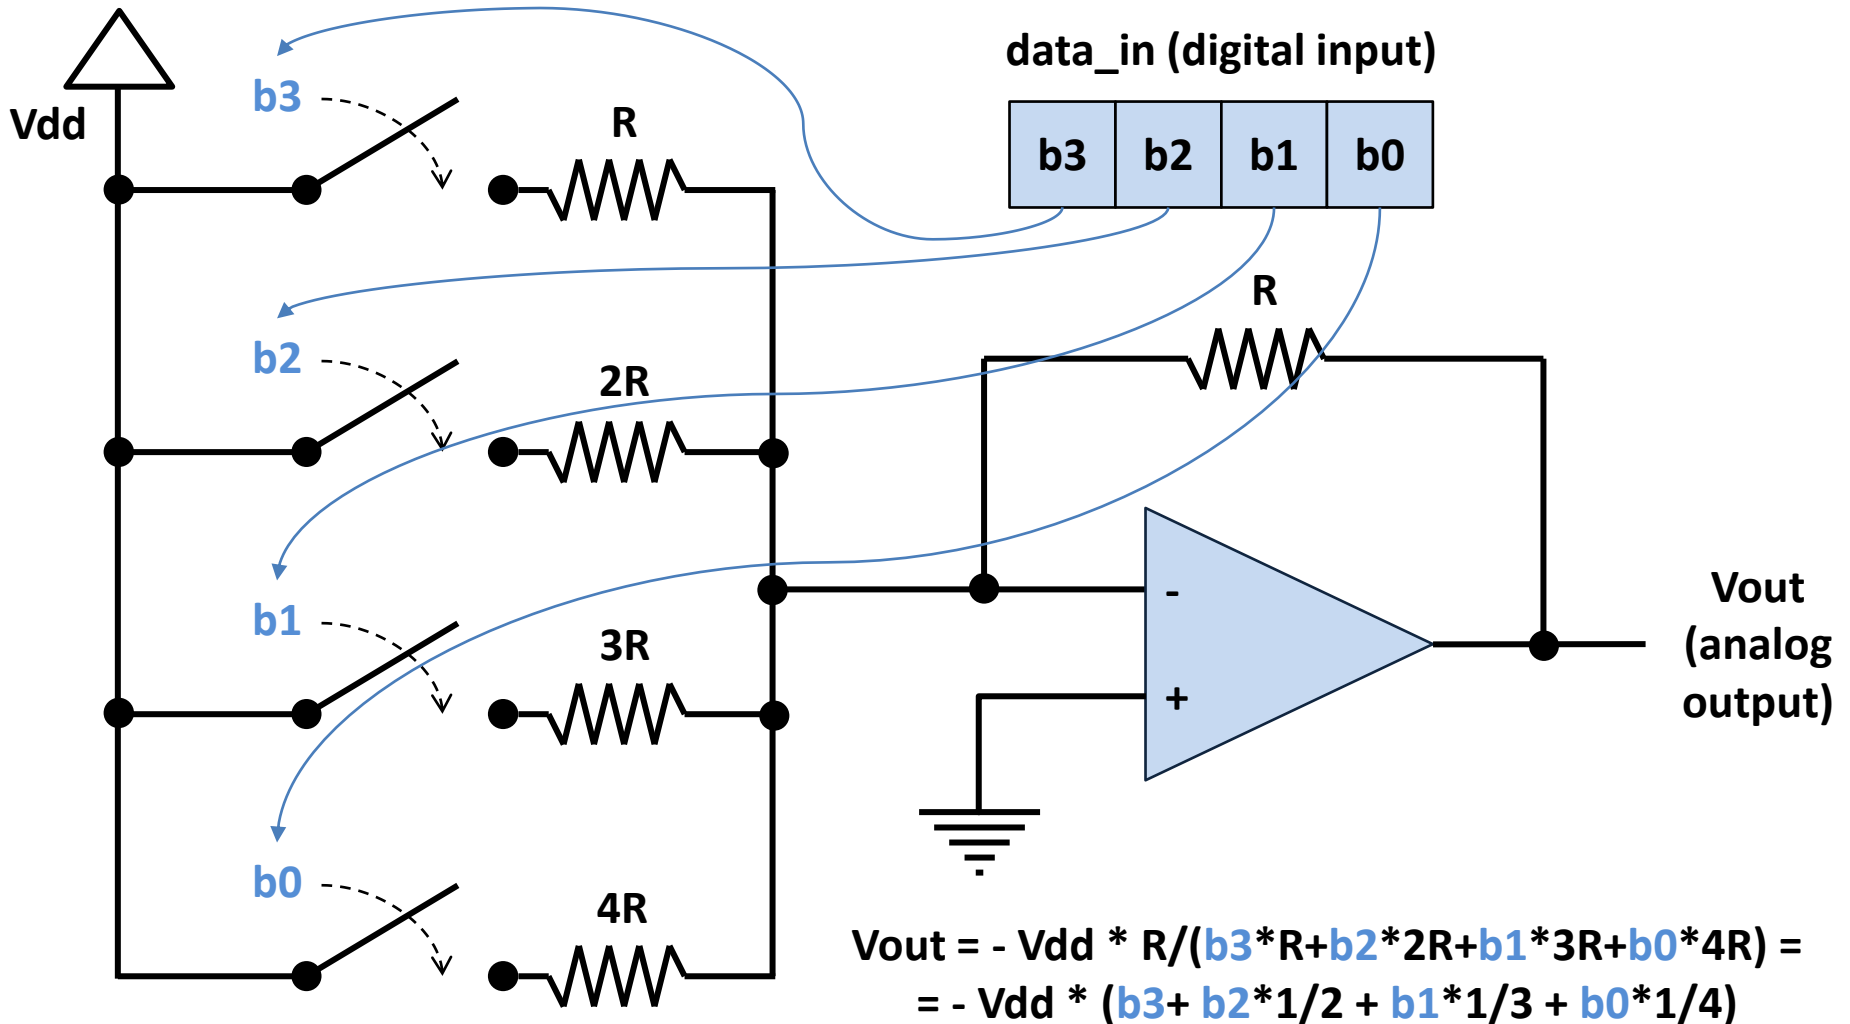 data_in (digital input)
b3 b2 b1 b0
Vdd
b3
R
b2
2R
R
b1
3R
-
+
Vout
(analog
output)
b0
4R
Vout = - Vdd * R/(b3*R+b2*2R+b1*3R+b0*4R) =
= - Vdd * (b3+ b2*1/2 + b1*1/3 + b0*1/4)